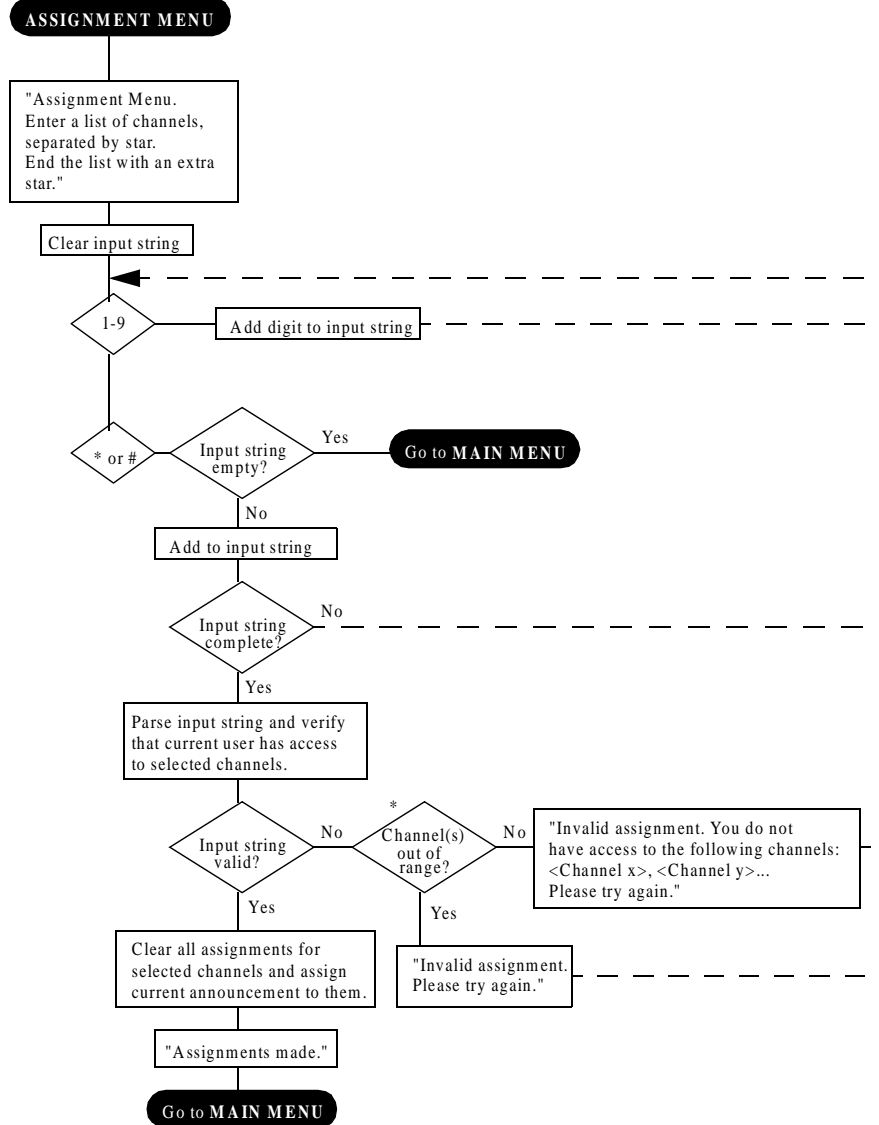 ASSIGNMENT MENU
"Assignment Menu.
Enter a list of channels,
separated by star.
End the list with an extra
star."
Clear input string
1-9
Add digit to input string
* or #
Input string
empty?
Yes
Go to MAIN MENU
No
Add to input string
Input string
complete?
No
Yes
Parse input string and verify
that current user has access
to selected channels.
Input string
valid?
No
*
Channel(s)
out of
range?
No
"Invalid assignment. You do not
have access to the following channels:
<Channel x>, <Channel y>...
Please try again."
Yes
Yes
Clear all assignments for
selected channels and assign
current announcement to them.
"Invalid assignment.
Please try again."
"Assignments made."
Go to MAIN MENU